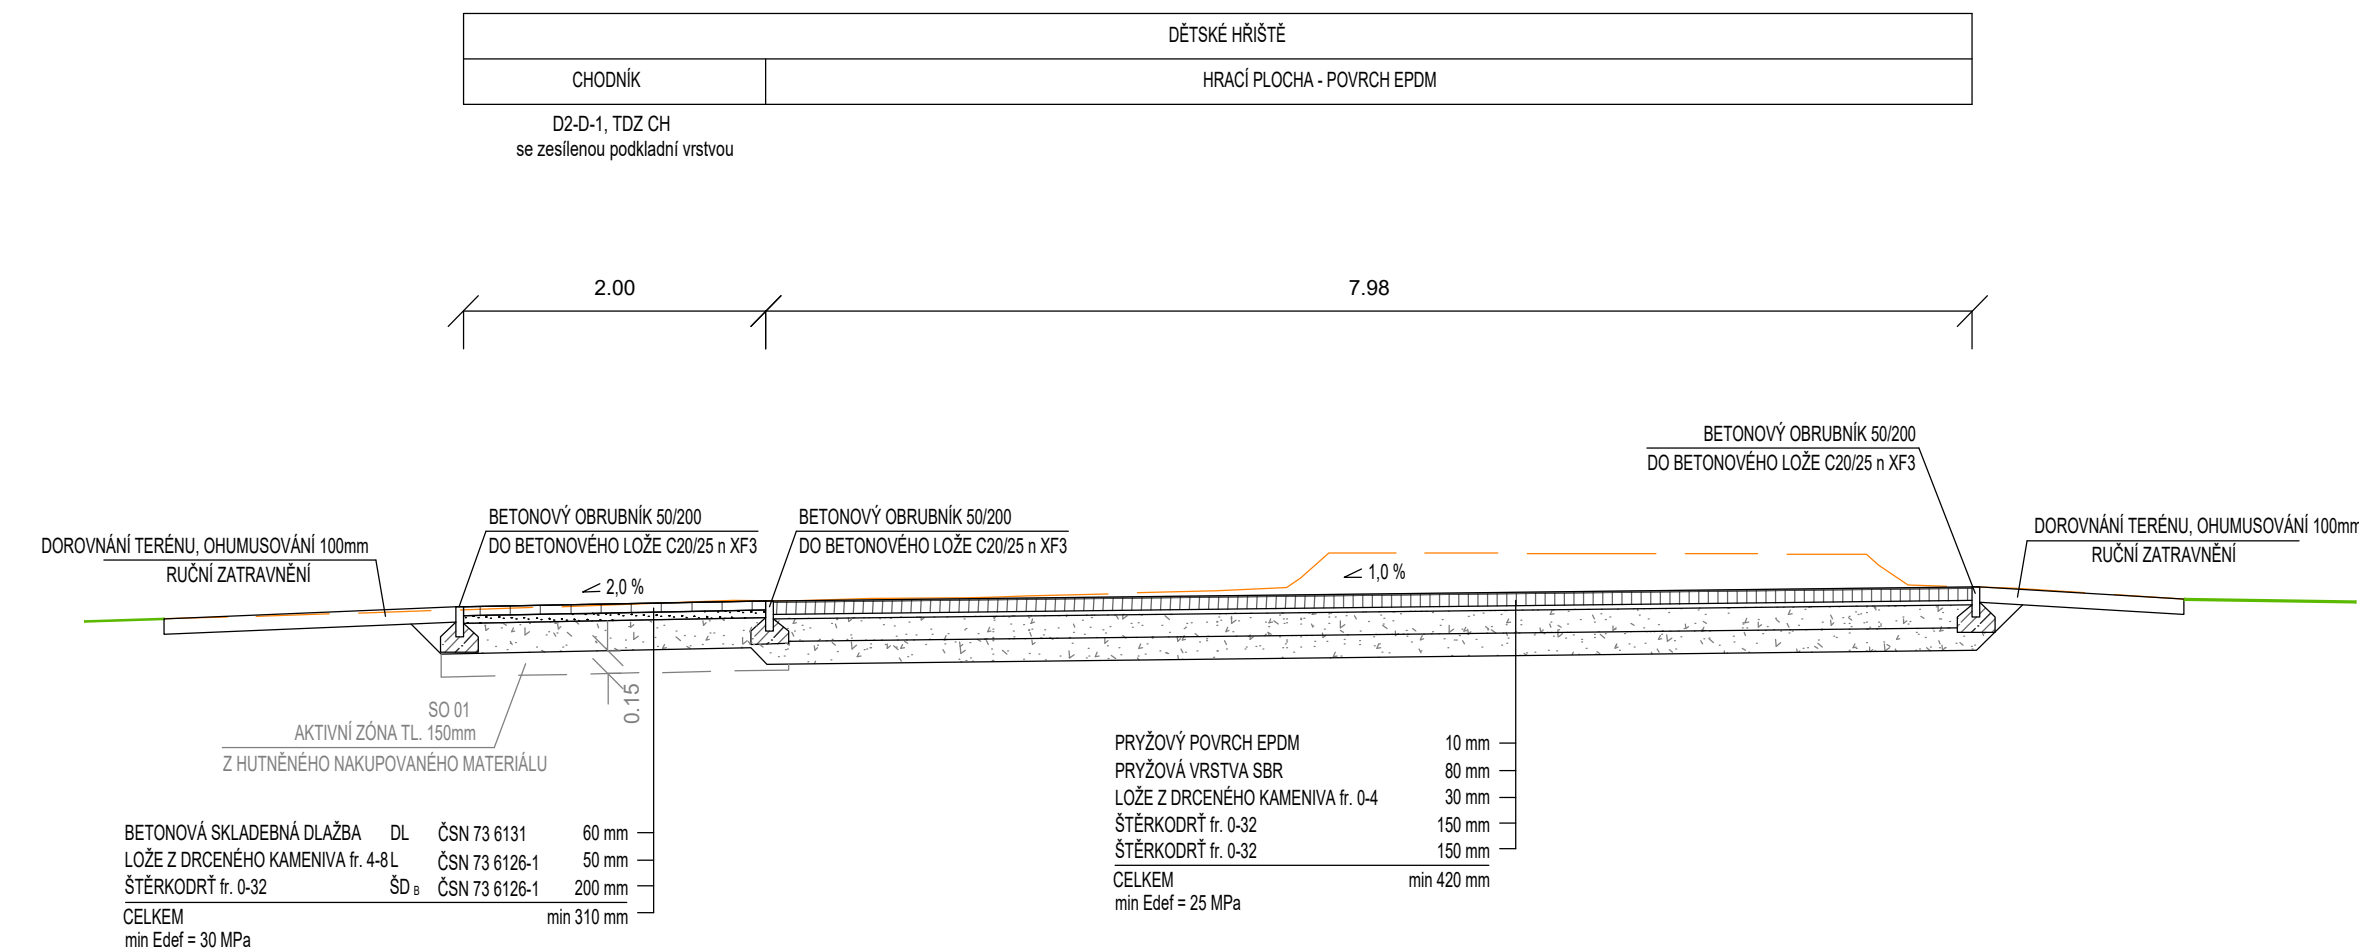 DĚTSKÉ HŘIŠTĚ
CHODNÍK
HRACÍ PLOCHA - POVRCH EPDM
D2-D-1, TDZ CH
se zesílenou podkladní vrstvou
2.00
7.98
BETONOVÝ OBRUBNÍK 50/200
DO BETONOVÉHO LOŽE C20/25 n XF3
BETONOVÝ OBRUBNÍK 50/200
DO BETONOVÉHO LOŽE C20/25 n XF3
BETONOVÝ OBRUBNÍK 50/200
DO BETONOVÉHO LOŽE C20/25 n XF3
DOROVNÁNÍ TERÉNU, OHUMUSOVÁNÍ 100mm
RUČNÍ ZATRAVNĚNÍ
DOROVNÁNÍ TERÉNU, OHUMUSOVÁNÍ 100mm
RUČNÍ ZATRAVNĚNÍ
2,0 %
1,0 %
0.15
SO 01
AKTIVNÍ ZÓNA TL. 150mm
Z HUTNĚNÉHO NAKUPOVANÉHO MATERIÁLU
PRYŽOVÝ POVRCH EPDM 10 mm
PRYŽOVÁ VRSTVA SBR 80 mm
LOŽE Z DRCENÉHO KAMENIVA fr. 0-4 30 mm
ŠTĚRKODRŤ fr. 0-32 150 mm
ŠTĚRKODRŤ fr. 0-32 150 mm
CELKEM min 420 mm
min Edef = 25 MPa
BETONOVÁ SKLADEBNÁ DLAŽBA DL ČSN 73 6131 60 mm
LOŽE Z DRCENÉHO KAMENIVA fr. 4-8 L ČSN 73 6126-1 50 mm
ŠTĚRKODRŤ fr. 0-32 ŠD B ČSN 73 6126-1 200 mm
CELKEM min 310 mm
min Edef = 30 MPa